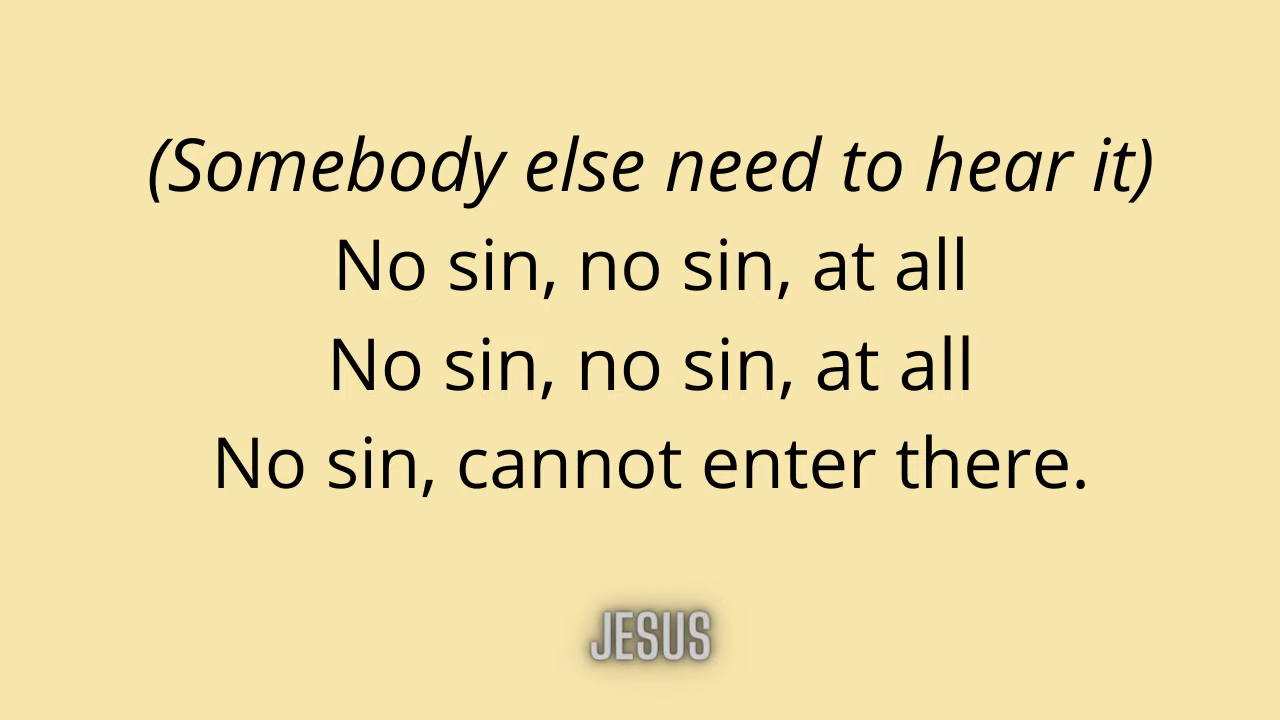 (Somebody else need to hear it)
No sin, no sin, at all
No sin, no sin, at all
No sin, cannot enter there.
JESUS